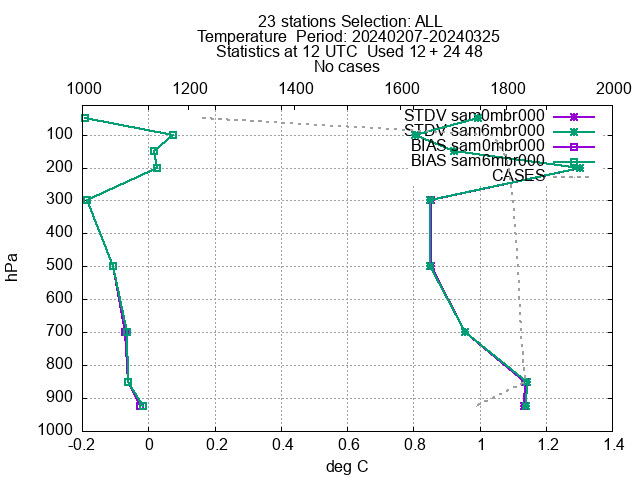 23 stations Selection: ALL
Temperature  Period: 20240207-20240325
Statistics at 12 UTC  Used 12 + 24 48
No cases
1000 1200 1400 1600 1800 2000
STDV sam0mbr000
STDV sam6mbr000
BIAS sam0mbr000
BIAS sam6mbr000
CASES
100
200
300
400
500
600
700
800
900
1000
hPa
-0.2 0 0.2 0.4 0.6 0.8 1 1.2 1.4
deg C